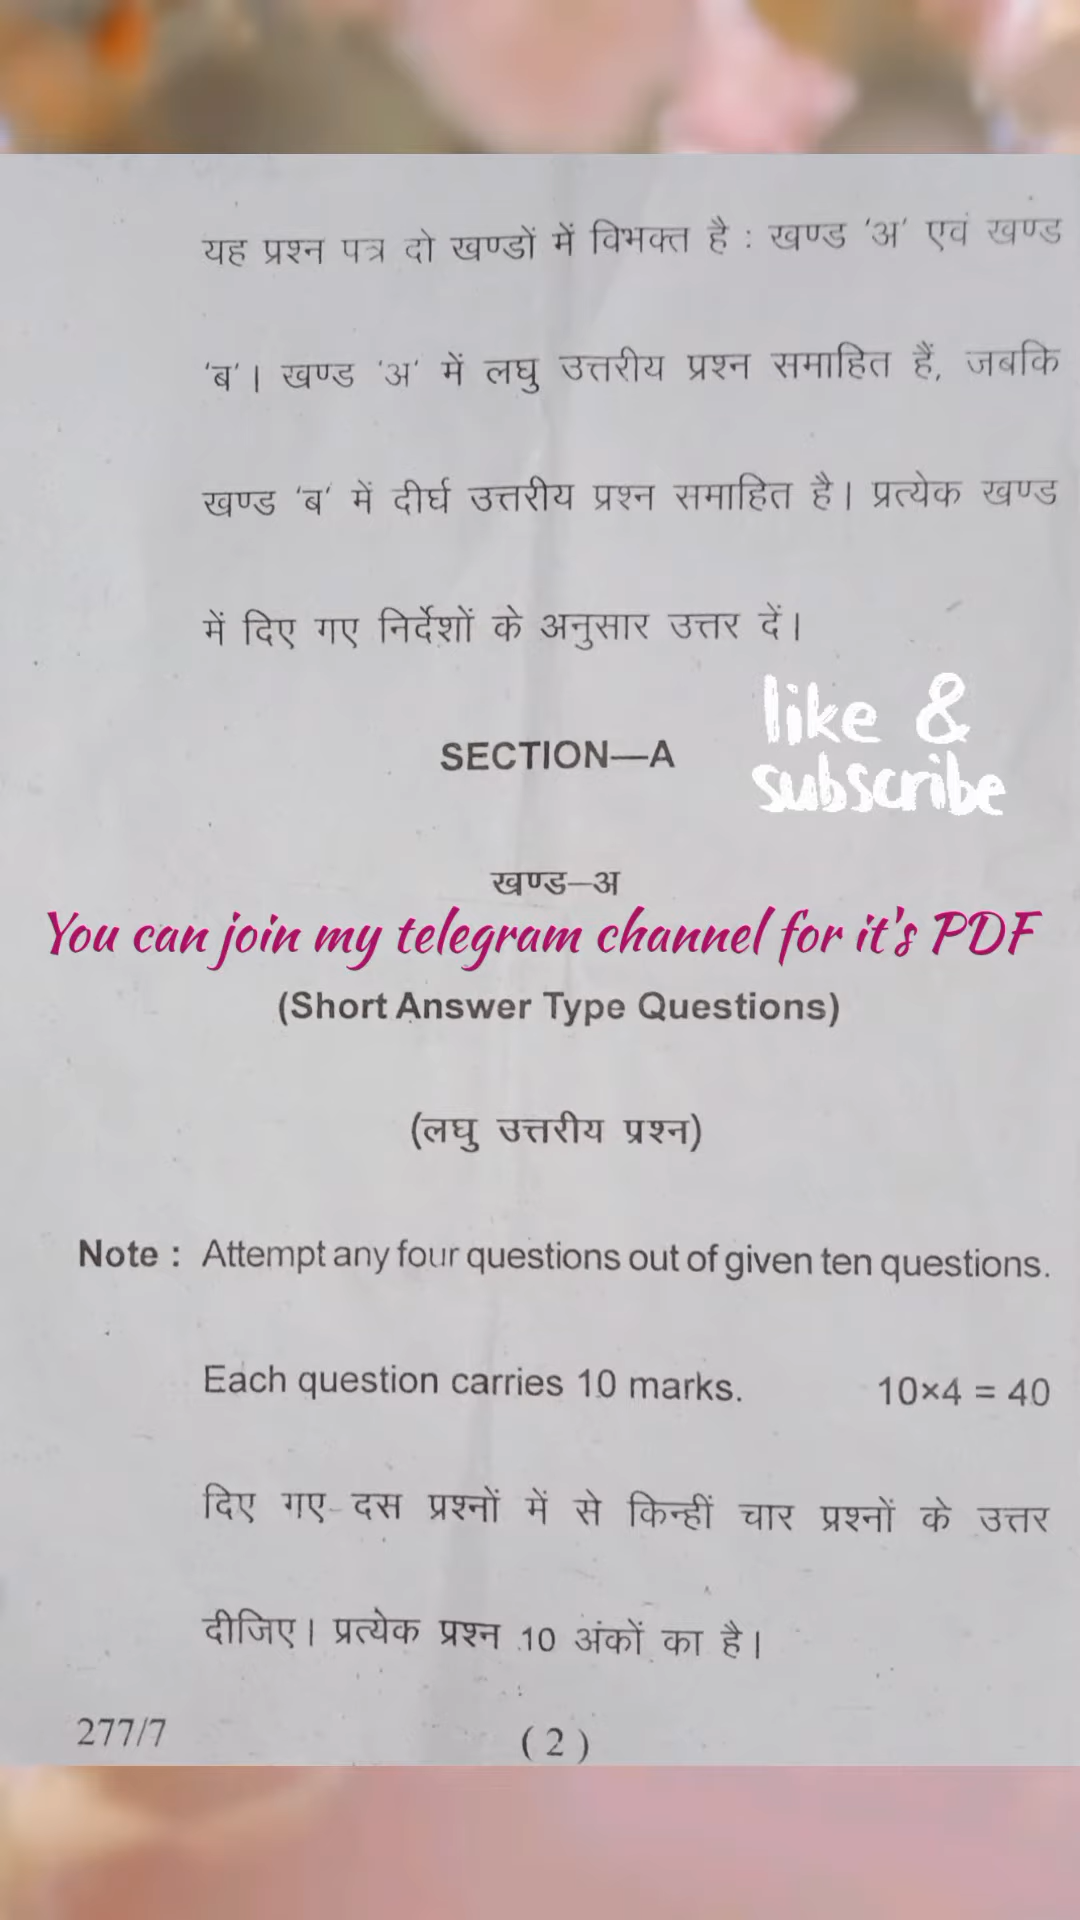 यह प्रश्न पत्र दो खण्डों में विभक्त है : खण्ड 'अ' एवं खण्ड
'ब'। खण्ड 'अ' में लघु उत्तरीय प्रश्न समाहित हैं, जबकि
खण्ड 'ब' में दीर्घ उत्तरीय प्रश्न समाहित है। प्रत्येक खण्ड
में दिए गए निर्देशों के अनुसार उत्तर दें।
like &
subscribe
SECTION—A
खण्ड–अ
You can join my telegram channel for it's PDF
(Short Answer Type Questions)
(लघु उत्तरीय प्रश्न)
Note : Attempt any four questions out of given ten questions.
Each question carries 10 marks. 10×4 = 40
दिए गए दस प्रश्नों में से किन्हीं चार प्रश्नों के उत्तर
दीजिए। प्रत्येक प्रश्न 10 अंकों का है।
277/7 ( 2 )